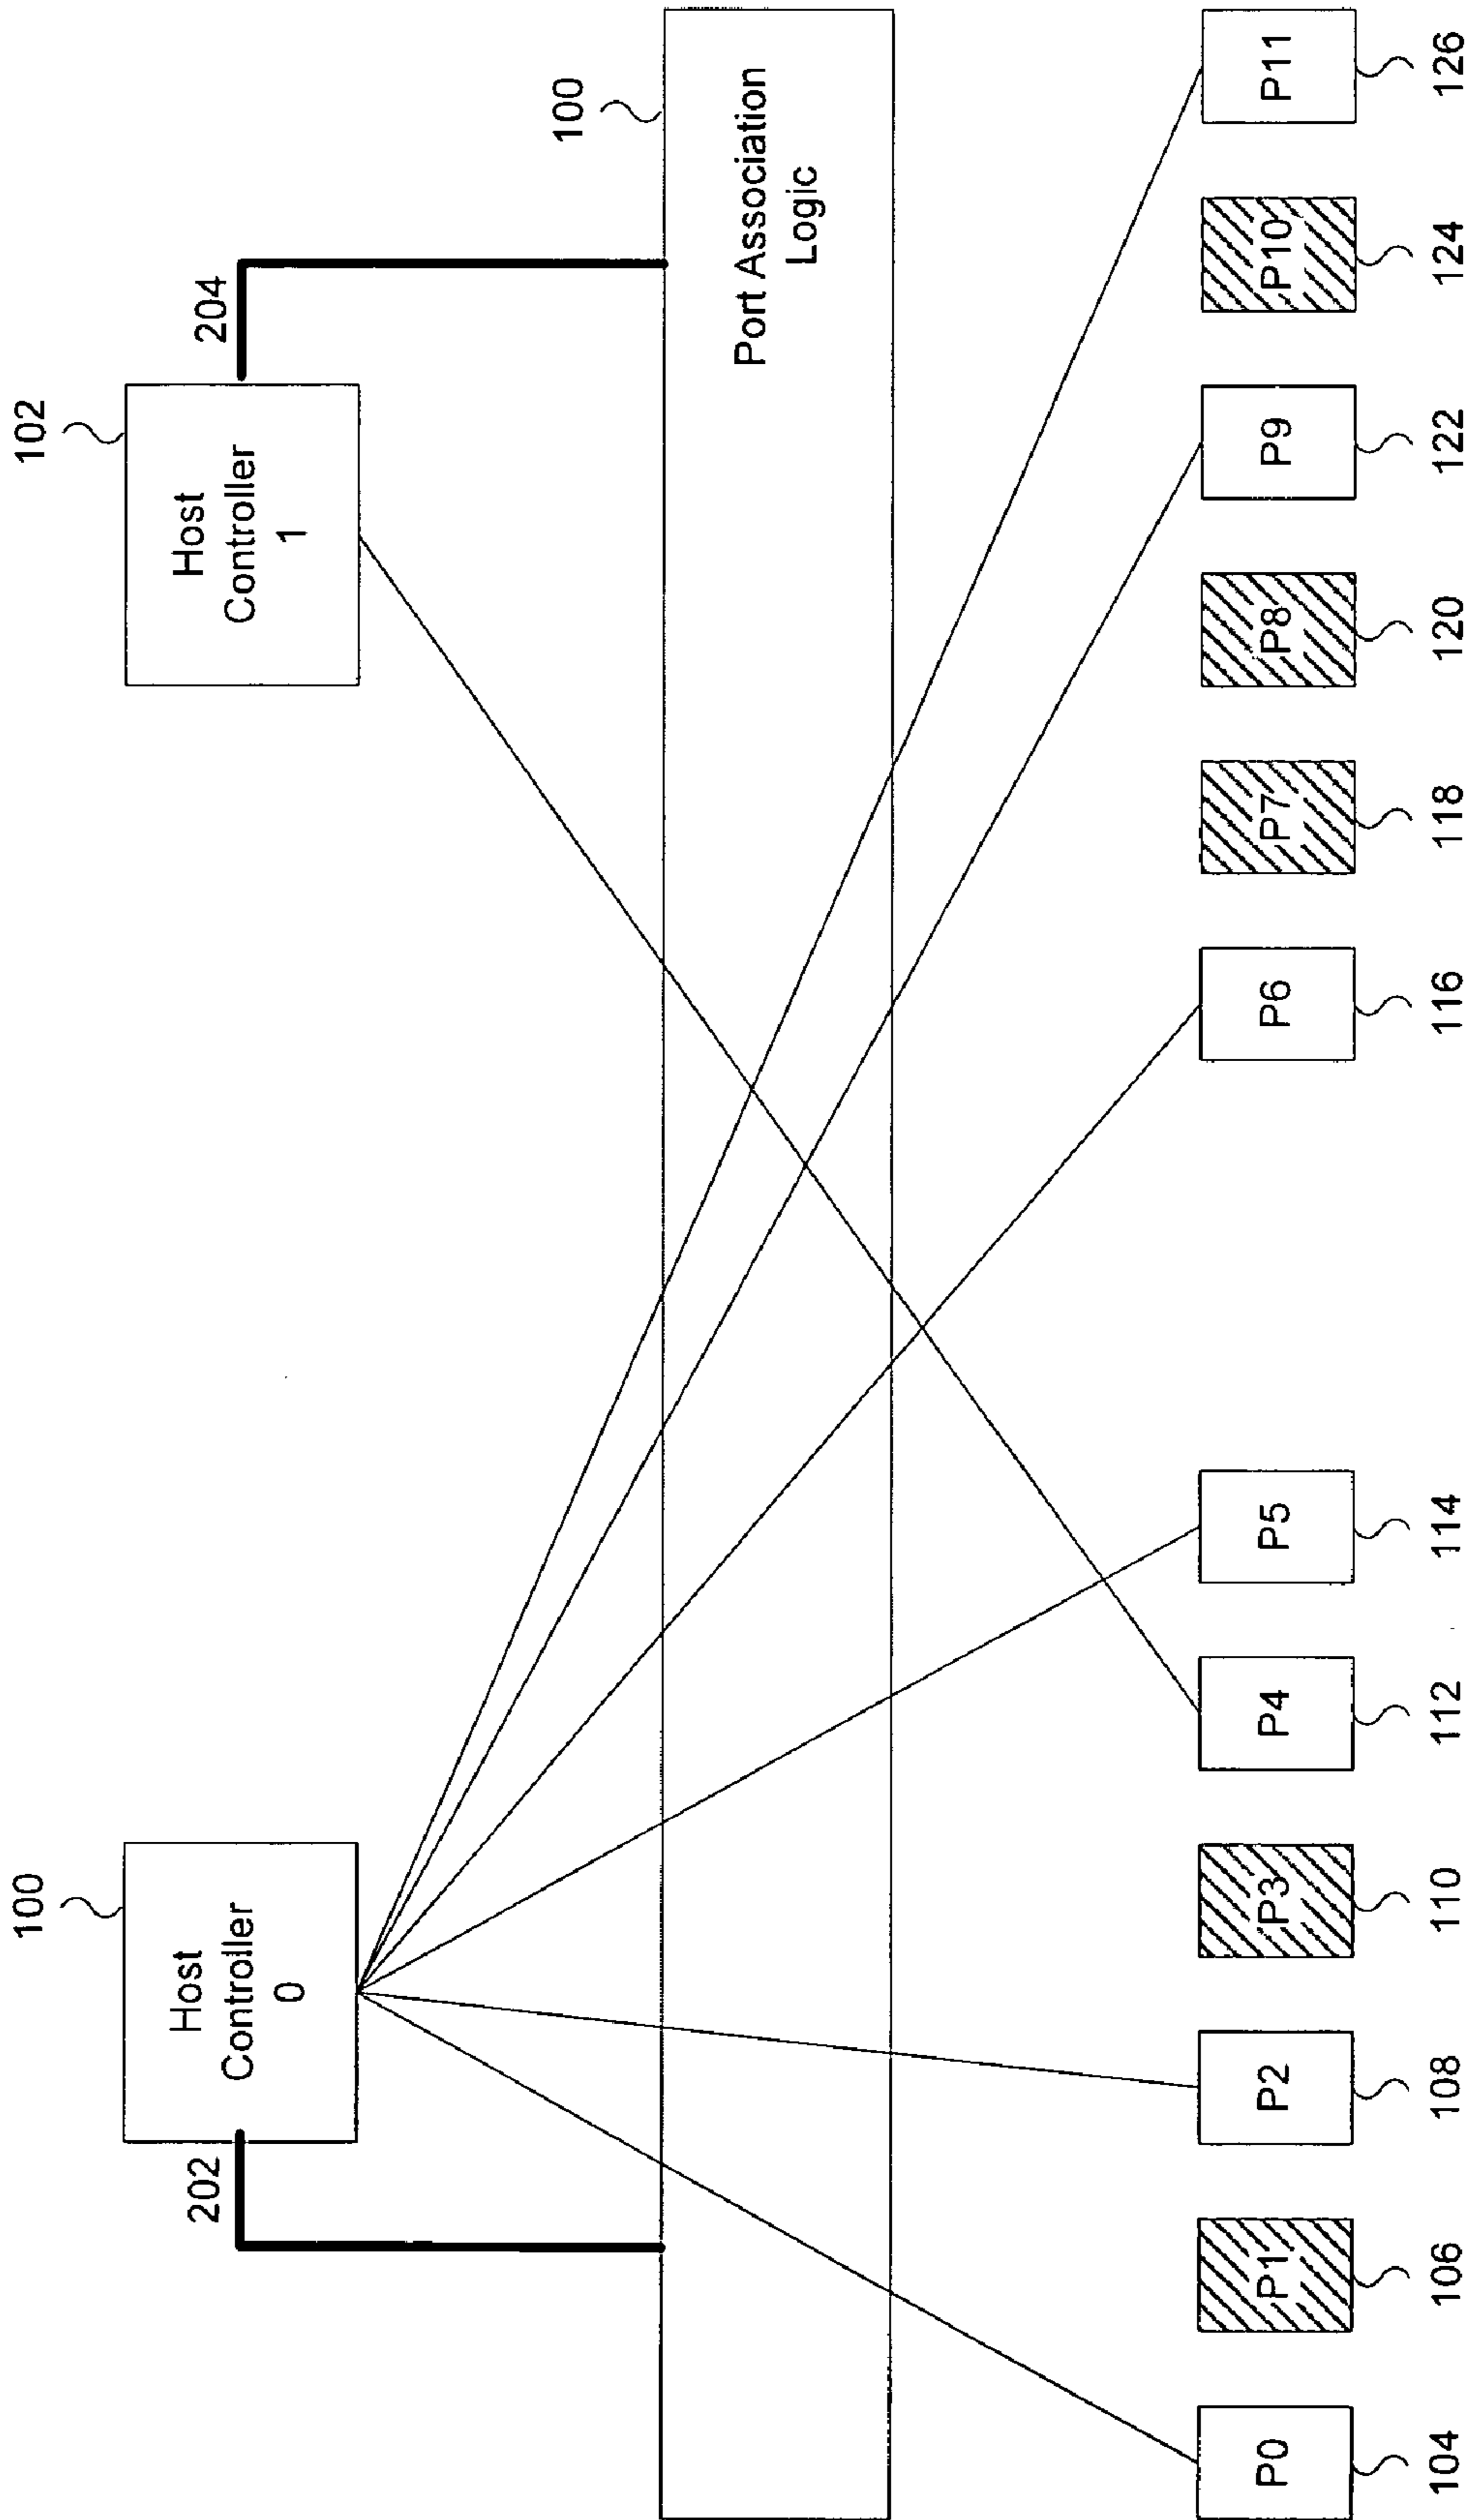 100
102
Host
Controller
0
Host
Controller
1
202
204
100
Port Association
Logic
P0
P1
P2
P3
P4
P5
P6
P7
P8
P9
P10
P11
104
106
108
110
112
114
116
118
120
122
124
126